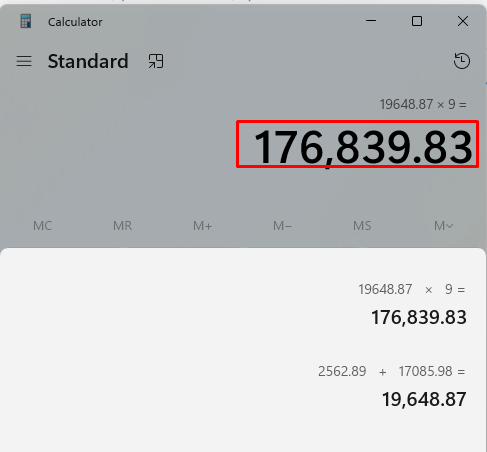 Calculator
Standard
19648.87 × 9 =
176,839.83
MC MR M+ M− MS M
19648.87 × 9 =
176,839.83
2562.89 + 17085.98 =
19,648.87